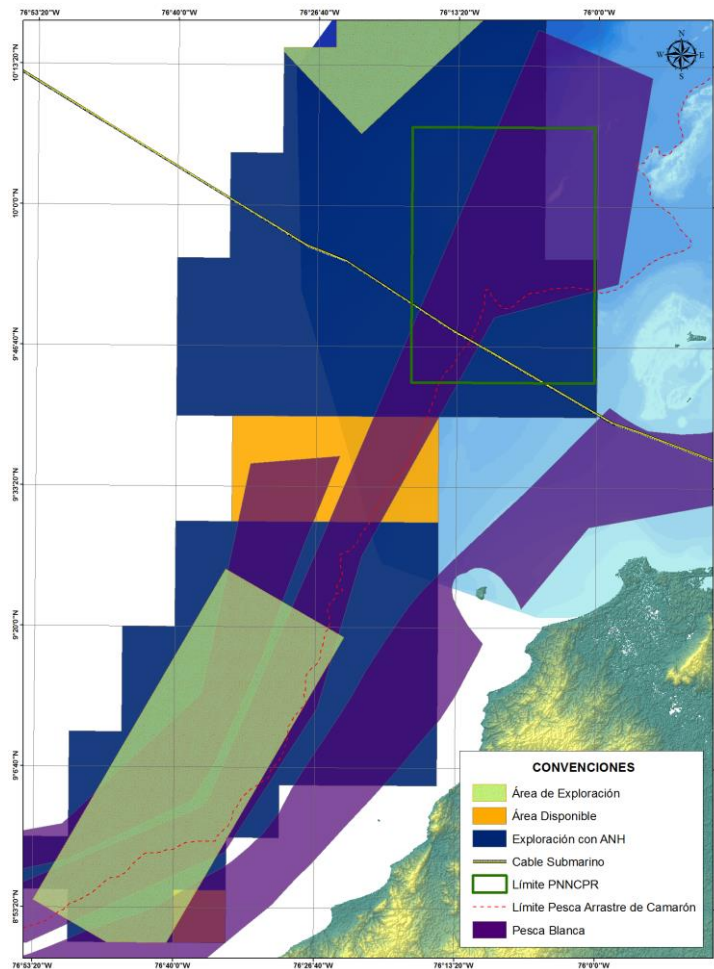 76°53'20"W 76°40'0"W 76°26'40"W 76°13'20"W 76°0'0"W
N
W E
S
10°13'20"N
10°0'0"N
9°46'40"N
9°33'20"N
9°20'0"N
9°6'40"N
8°53'20"N
CONVENCIONES
Área de Exploración
Área Disponible
Exploración con ANH
Cable Submarino
Límite PNNCPR
Límite Pesca Arrastre de Camarón
Pesca Blanca
76°53'20"W 76°40'0"W 76°26'40"W 76°13'20"W 76°0'0"W